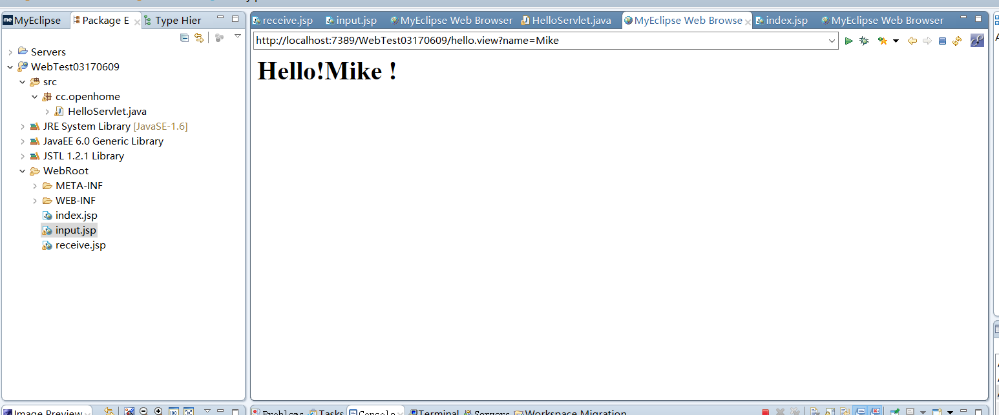 MyEclipse
Package E
Type Hier
Servers
WebTest03170609
src
cc.openhome
HelloServlet.java
JRE System Library [JavaSE-1.6]
JavaEE 6.0 Generic Library
JSTL 1.2.1 Library
WebRoot
META-INF
WEB-INF
index.jsp
input.jsp
receive.jsp
receive.jsp input.jsp MyEclipse Web Browser HelloServlet.java MyEclipse Web Browse index.jsp MyEclipse Web Browser
http://localhost:7389/WebTest03170609/hello.view?name=Mike
Hello!Mike !
Image Preview
Problems Tasks Console Terminal Servers Workspace Migration